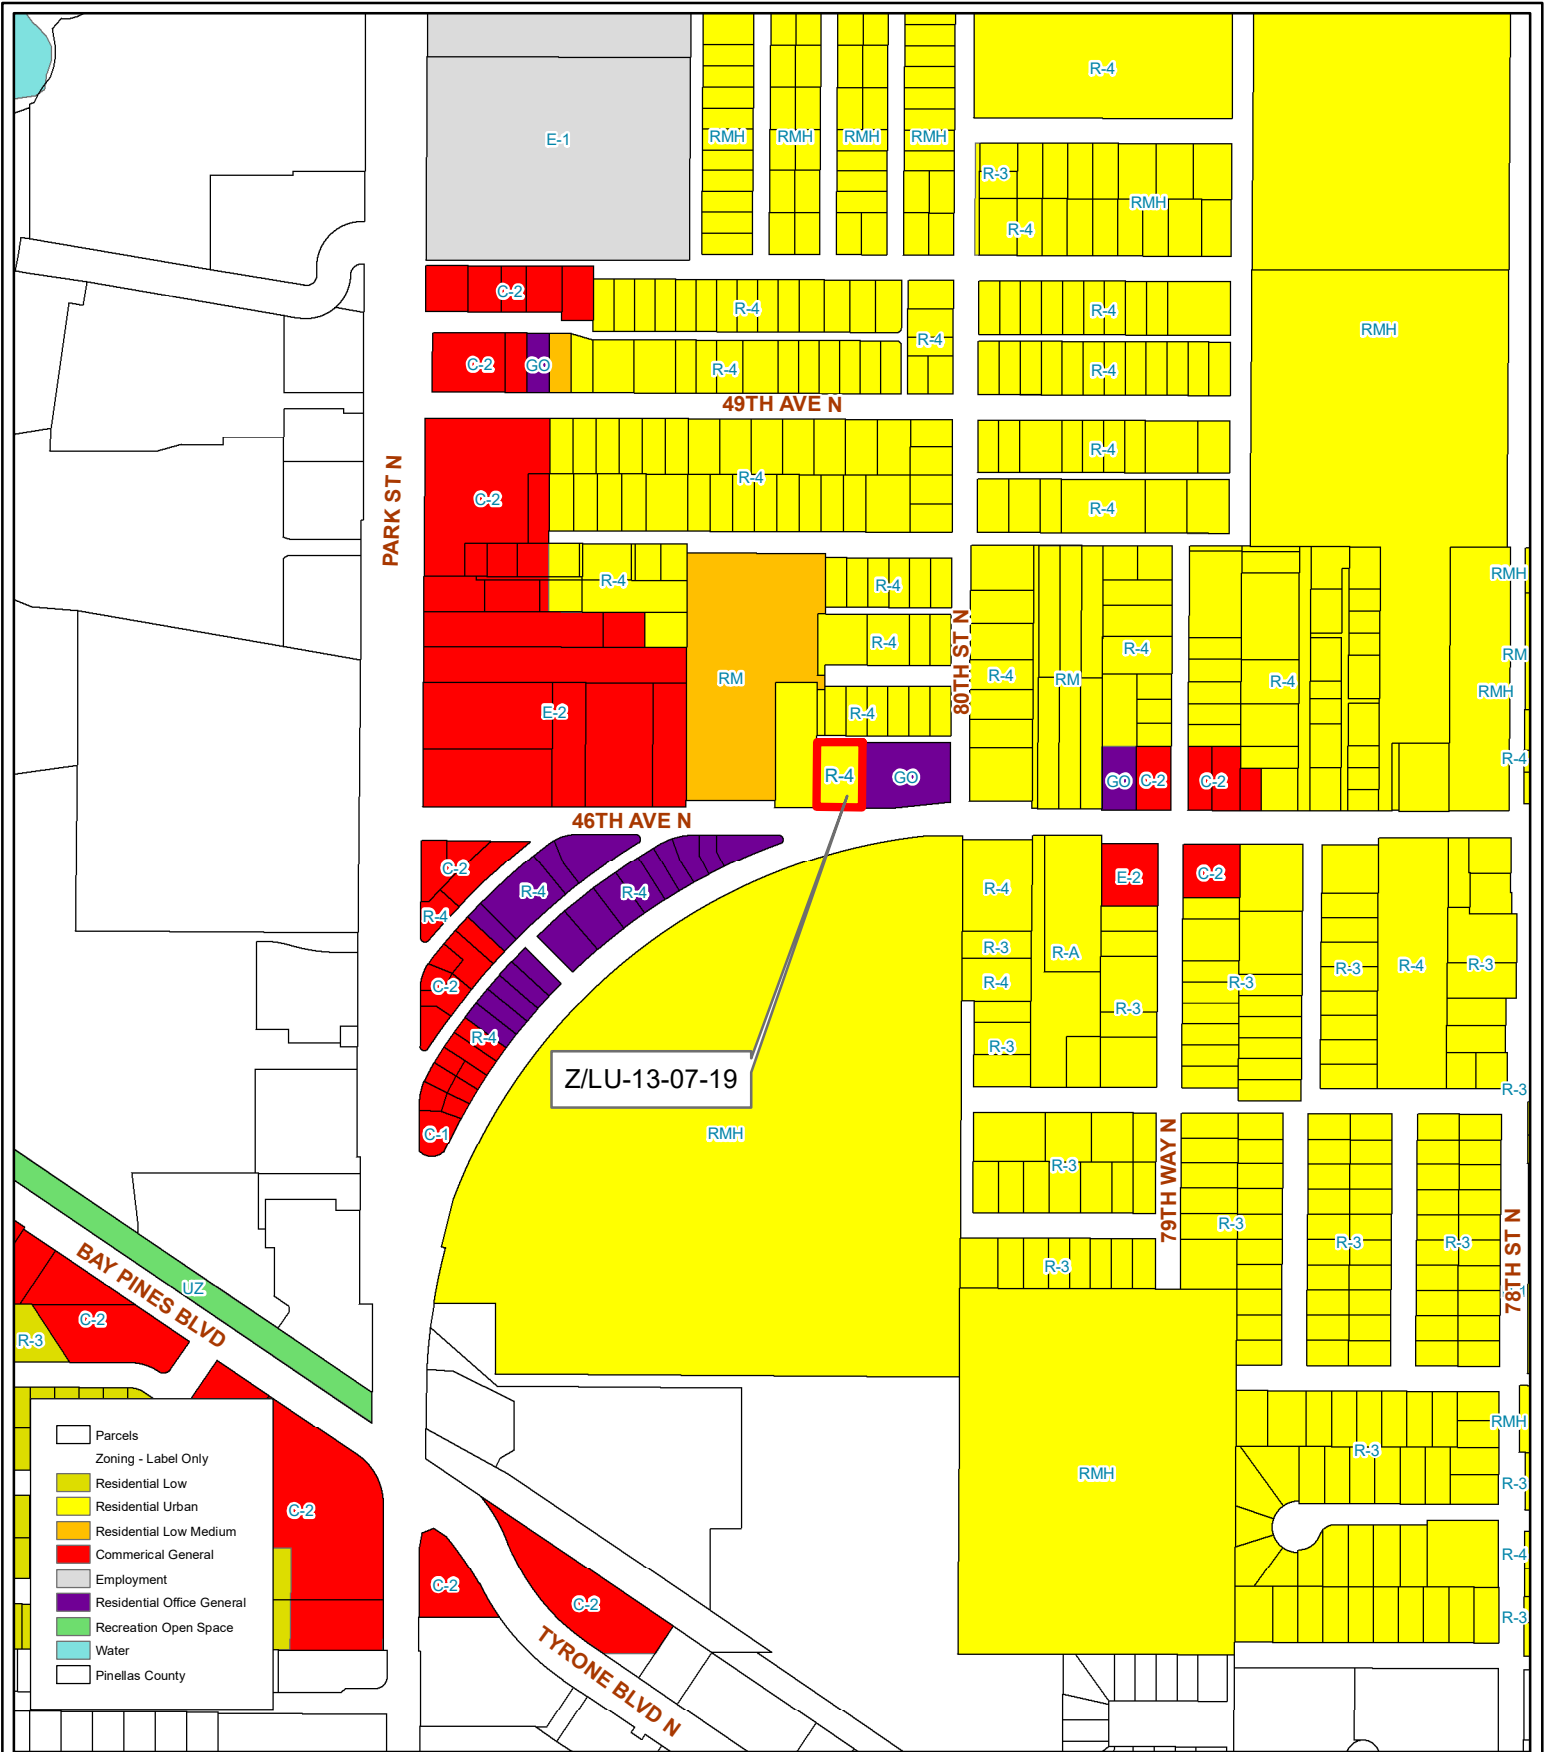 R-4
E-1
RMH
RMH
RMH
RMH
R-3
RMH
R-4
C-2
R-4
R-4
R-4
RMH
C-2
GO
R-4
R-4
49TH AVE N
PARK ST N
C-2
R-4
R-4
R-4
R-4
R-4
RMH
80TH ST N
R-4
R-4
RM
RM
R-4
R-4
RM
RMH
E-2
R-4
R-4
GO
GO
C-2
C-2
R-4
46TH AVE N
C-2
R-4
R-4
R-4
R-4
E-2
C-2
R-3
R-A
R-4
R-3
R-3
R-4
R-3
C-2
R-4
R-3
R-3
Z/LU-13-07-19
R-3
C-1
RMH
79TH WAY N
R-3
R-3
R-3
R-3
78TH ST N
R-3
UZ
BAY PINES BLVD
C-2
R-3
RMH
R-3
RMH
R-3
C-2
R-4
C-2
C-2
R-3
TYRONE BLVD N
Parcels
Zoning - Label Only
Residential Low
Residential Urban
Residential Low Medium
Commerical General
Employment
Residential Office General
Recreation Open Space
Water
Pinellas County